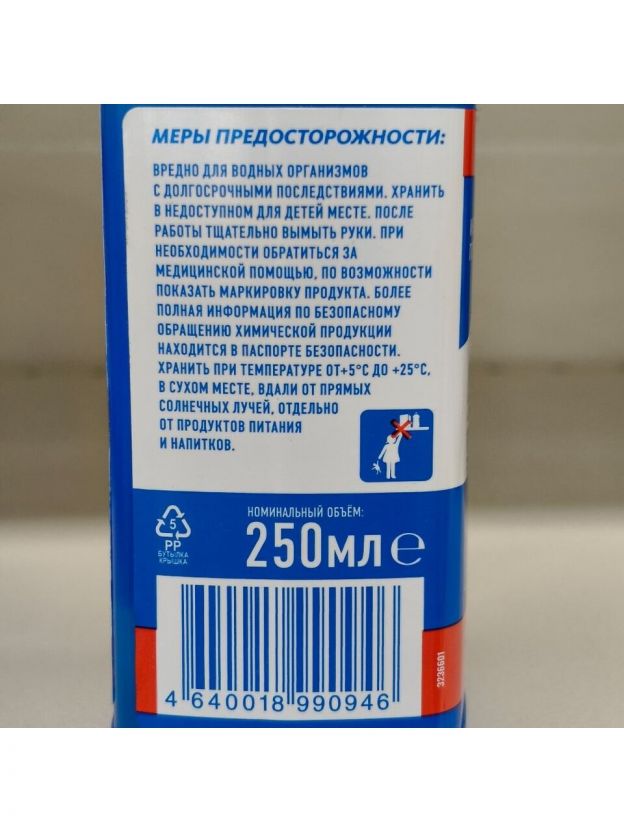 МЕРЫ ПРЕДОСТОРОЖНОСТИ:
ВРЕДНО ДЛЯ ВОДНЫХ ОРГАНИЗМОВ
С ДОЛГОСРОЧНЫМИ ПОСЛЕДСТВИЯМИ. ХРАНИТЬ
В НЕДОСТУПНОМ ДЛЯ ДЕТЕЙ МЕСТЕ. ПОСЛЕ
РАБОТЫ ТЩАТЕЛЬНО ВЫМЫТЬ РУКИ. ПРИ
НЕОБХОДИМОСТИ ОБРАТИТЬСЯ ЗА
МЕДИЦИНСКОЙ ПОМОЩЬЮ, ПО ВОЗМОЖНОСТИ
ПОКАЗАТЬ МАРКИРОВКУ ПРОДУКТА. БОЛЕЕ
ПОЛНАЯ ИНФОРМАЦИЯ ПО БЕЗОПАСНОМУ
ОБРАЩЕНИЮ ХИМИЧЕСКОЙ ПРОДУКЦИИ
НАХОДИТСЯ В ПАСПОРТЕ БЕЗОПАСНОСТИ.
ХРАНИТЬ ПРИ ТЕМПЕРАТУРЕ ОТ+5°С ДО +25°С,
В СУХОМ МЕСТЕ, ВДАЛИ ОТ ПРЯМЫХ
СОЛНЕЧНЫХ ЛУЧЕЙ, ОТДЕЛЬНО
ОТ ПРОДУКТОВ ПИТАНИЯ
И НАПИТКОВ.
5
PP
БУТЫЛКА
КРЫШКА
НОМИНАЛЬНЫЙ ОБЪЁМ:
250МЛ ℮
4 640018 990946
3236601